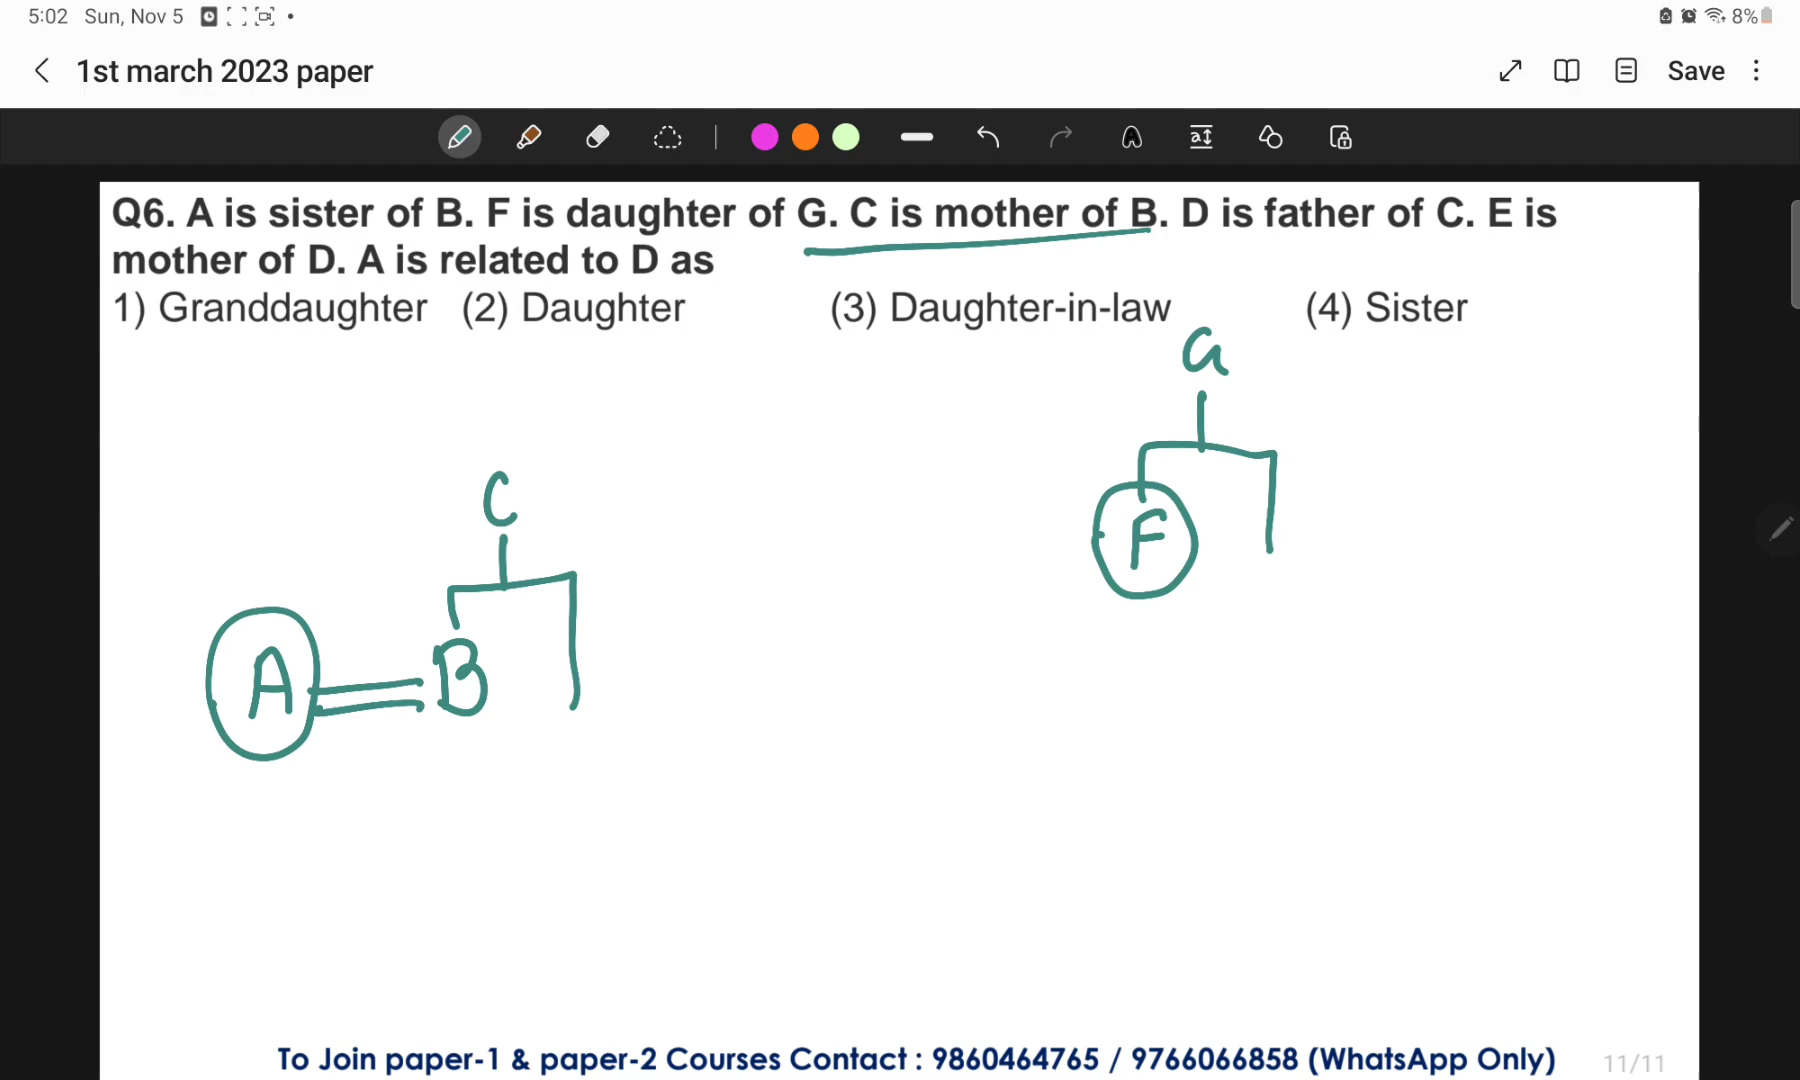 5:02 Sun, Nov 5 8%
1st march 2023 paper Save
Q6. A is sister of B. F is daughter of G. C is mother of B. D is father of C. E is
mother of D. A is related to D as
1) Granddaughter (2) Daughter (3) Daughter-in-law (4) Sister
G
C
F
A B
To Join paper-1 & paper-2 Courses Contact : 9860464765 / 9766066858 (WhatsApp Only) 11/11